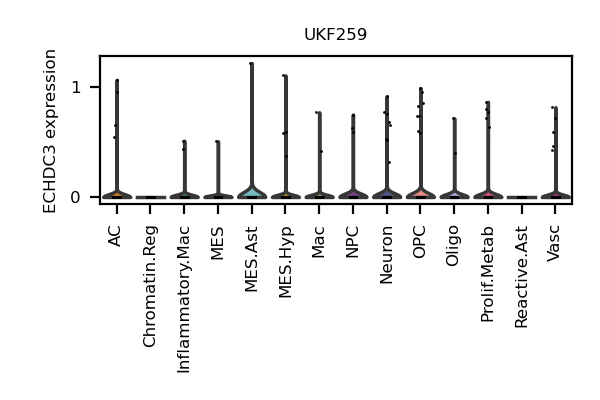 UKF259
ECHDC3 expression
1
0
AC
Chromatin.Reg
Inflammatory.Mac
MES
MES.Ast
MES.Hyp
Mac
NPC
Neuron
OPC
Oligo
Prolif.Metab
Reactive.Ast
Vasc